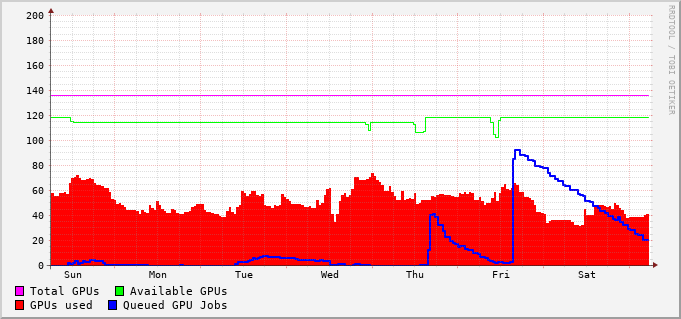 200
180
160
140
120
100
80
60
40
20
0
Sun Mon Tue Wed Thu Fri Sat
Total GPUs Available GPUs
GPUs used Queued GPU Jobs
RRDTOOL / TOBI OETIKER